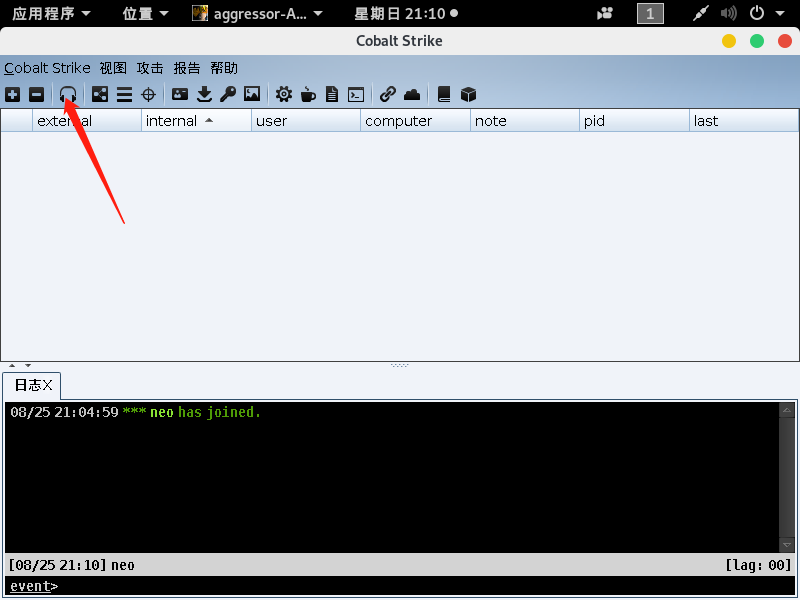 应用程序 位置 aggressor-A... 星期日 21:10 1
Cobalt Strike
Cobalt Strike 视图 攻击 报告 帮助
external internal user computer note pid last
日志X
08/25 21:04:59 *** neo has joined.
[08/25 21:10] neo [lag: 00]
event>